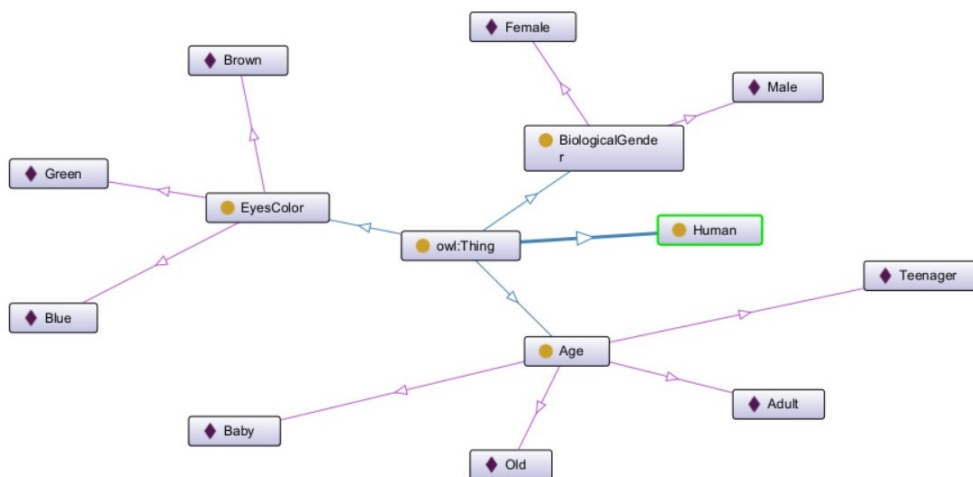 Female
Brown
Male
BiologicalGende
r
Green
EyesColor
Human
owl:Thing
Teenager
Blue
Age
Adult
Baby
Old